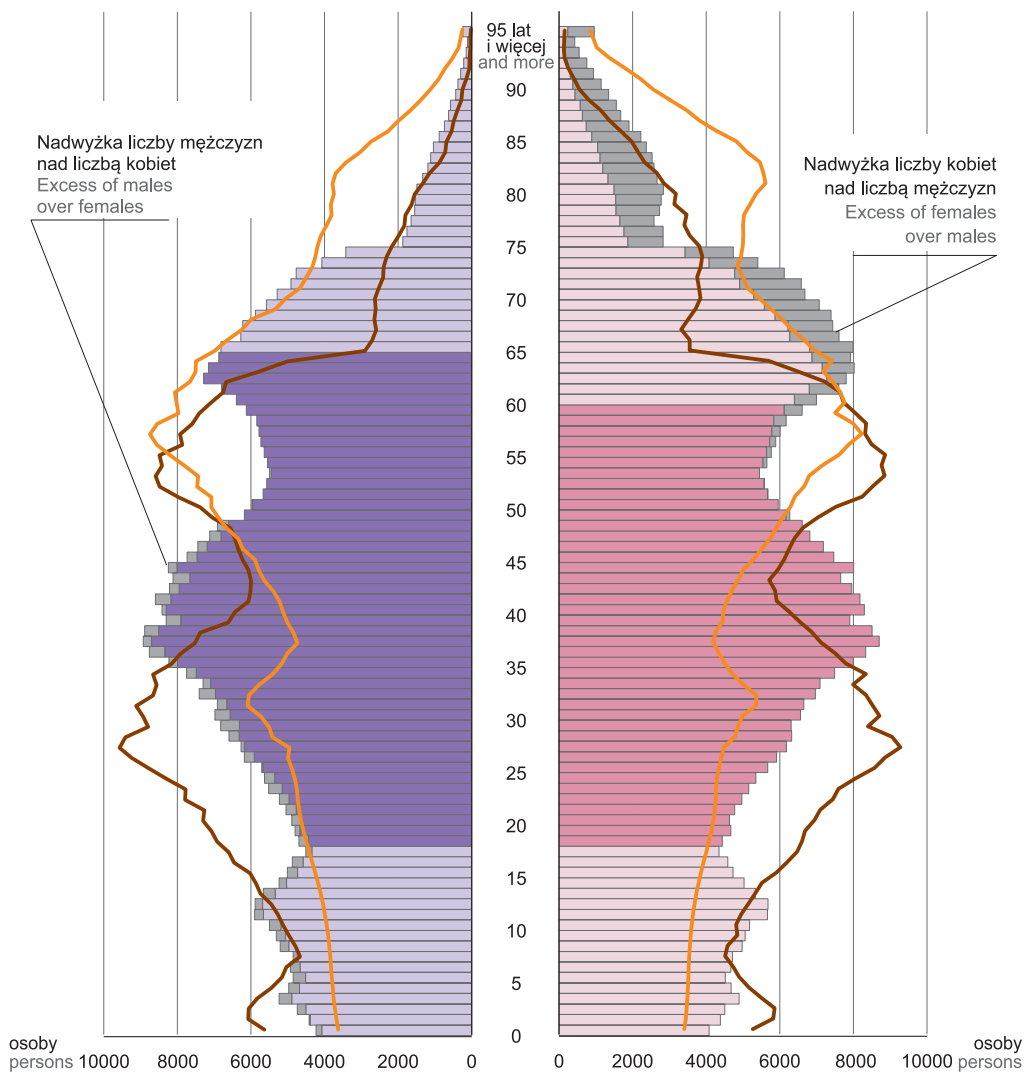 95 lat
i więcej
and more
90
85
80
75
70
65
60
55
50
45
40
35
30
25
20
15
10
5
0
Nadwyżka liczby mężczyzn
nad liczbą kobiet
Excess of males
over females
Nadwyżka liczby kobiet
nad liczbą mężczyzn
Excess of females
over males
osoby
persons
10000 8000 6000 4000 2000 0
0 2000 4000 6000 8000 10000
osoby
persons